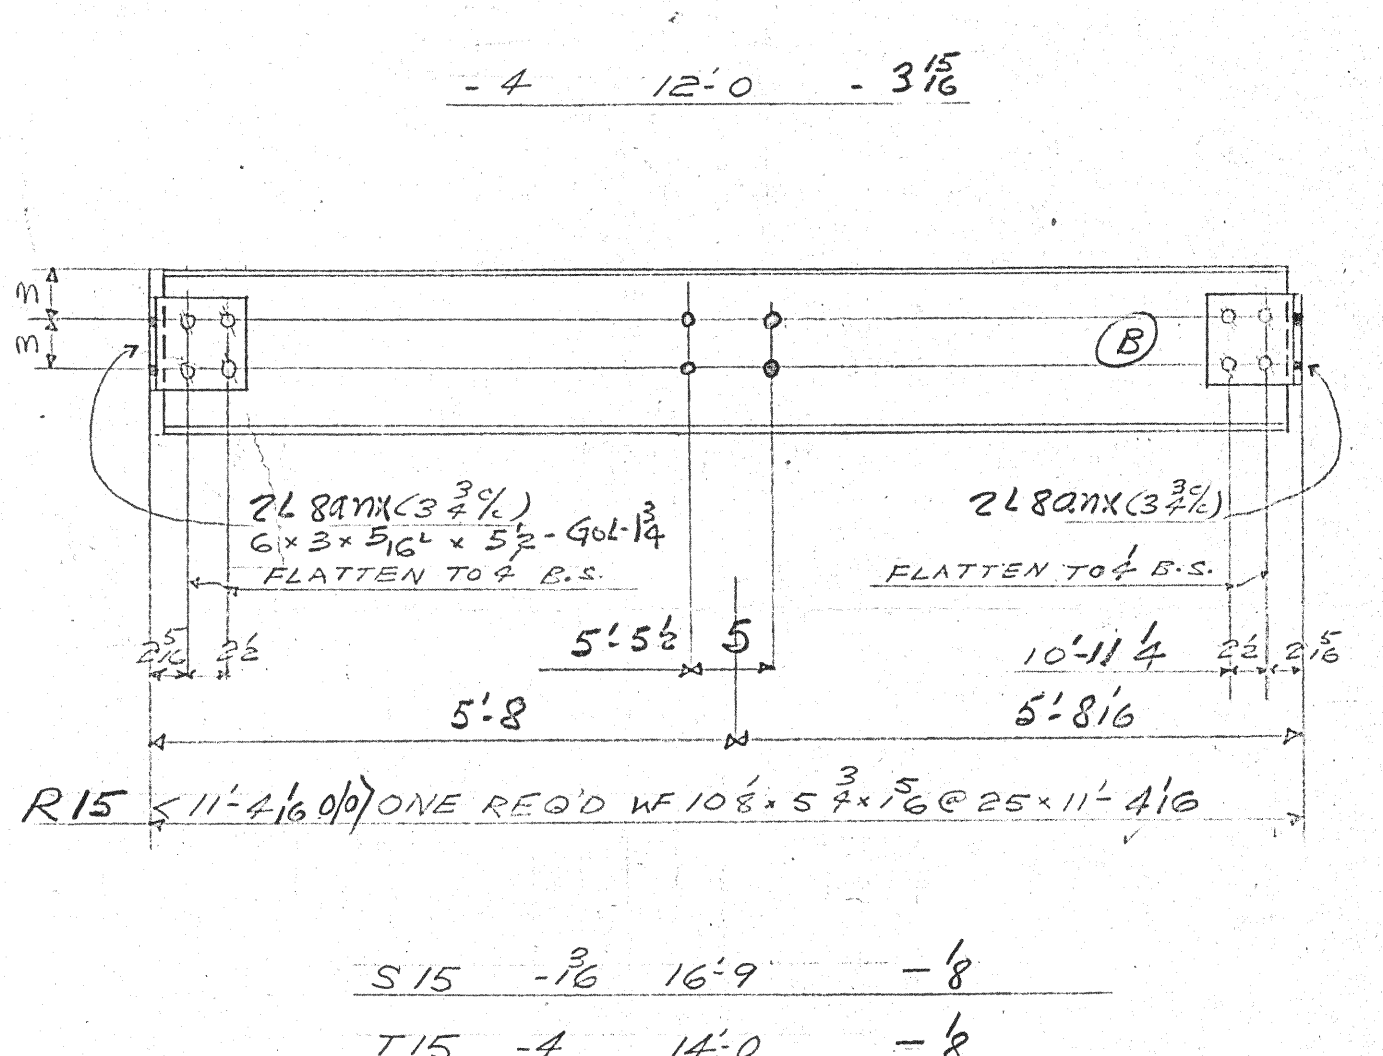 - 4 12'-0 - 3 15/16
m
m
B
2L 8anx (3 3/4 c/c)
2L 8anx (3 3/4 c/c)
6 x 3 x 5/16 L x 5 1/2 - GOL - 1 3/4
FLATTEN TO 4' B.S.
FLATTEN TO 4' B.S.
2 5/16 2 1/2 5'-5 1/2 5 10'-11 1/4 2 1/2 2 5/16
5'-8 5'-8 1/16
R15 < 11'-4 1/16 o/o > ONE REQ'D WF 10 1/8 x 5 3/4 x 5/16 @ 25 x 11'-4 1/16
S15 - 3/16 16'-9 - 1/8
T15 - 4 14'-0 - 1/8